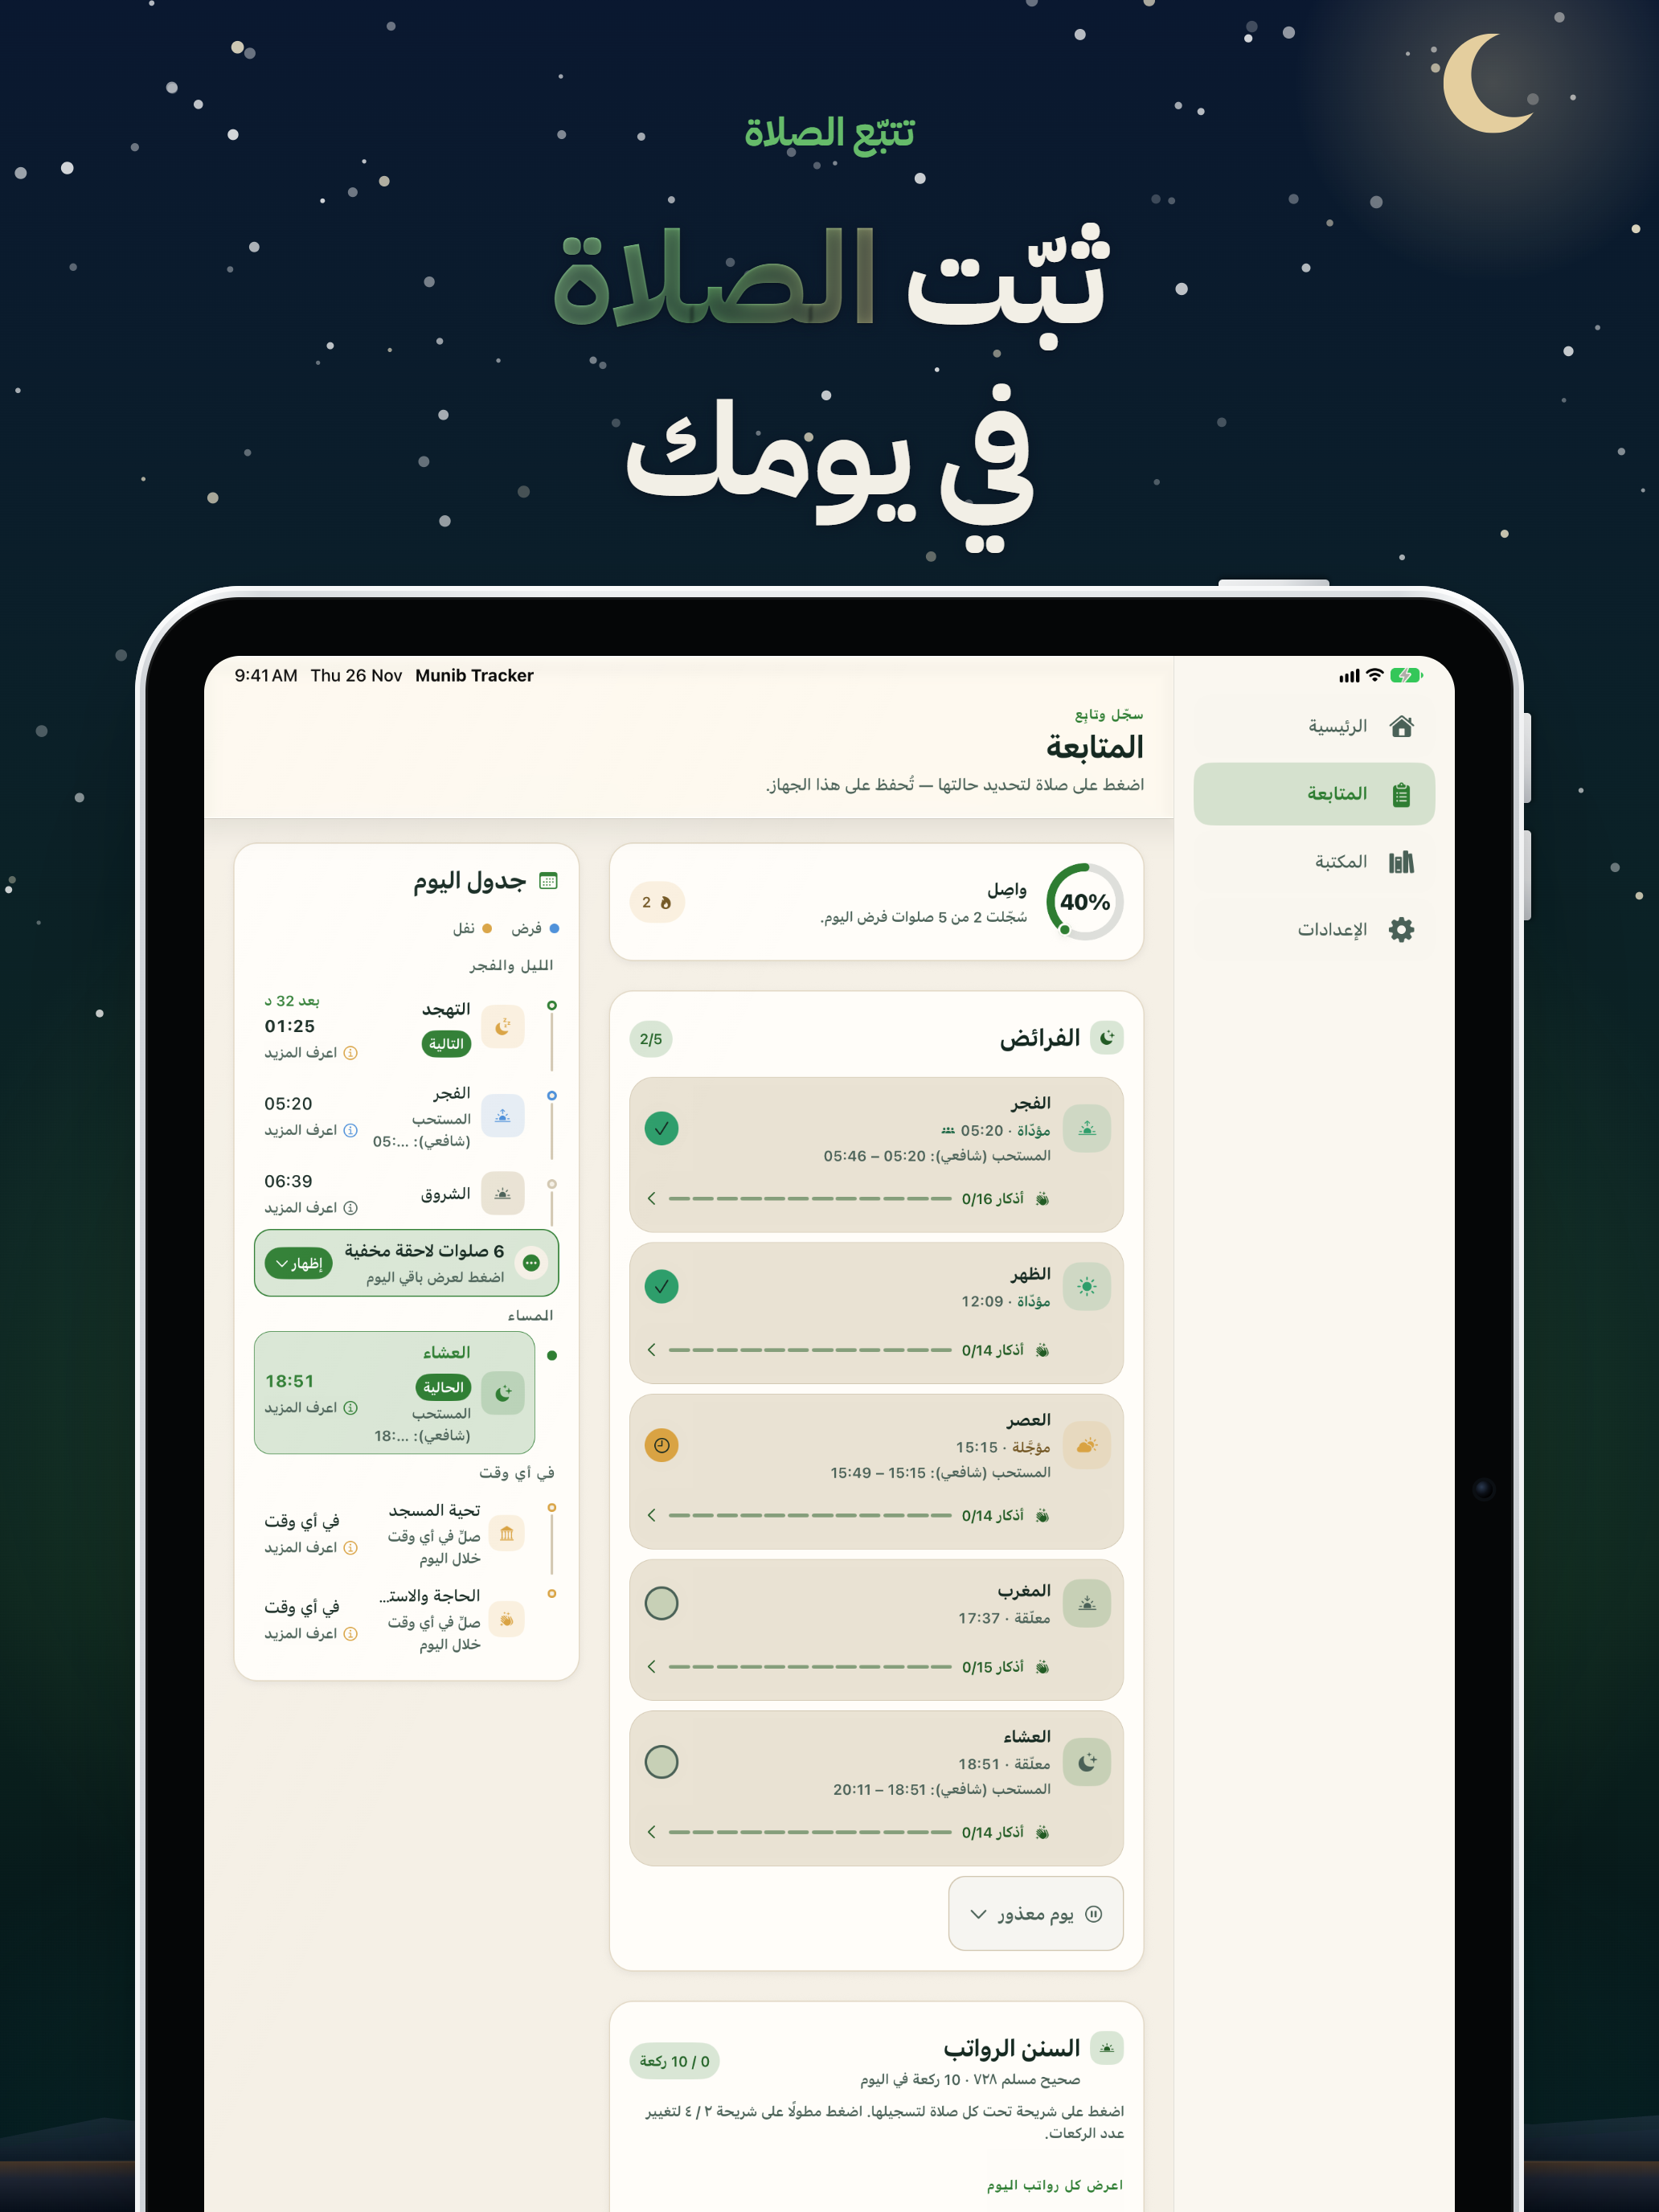 تتبّع الصلاة
ثبّت الصلاة
في يومك
9:41 AM Thu 26 Nov Munib Tracker
الرئيسية
المتابعة
المكتبة
الإعدادات
سجّل وتابع
المتابعة
اضغط على صلاة لتحديد حالتها — تُحفظ على هذا الجهاز.
40%
واصِل
سُجّلت 2 من 5 صلوات فرض اليوم.
2
الفرائض
2/5
الفجر
مؤدّاة · 05:20
المستحب (شافعي): 05:20 – 05:46
أذكار 0/16
الظهر
مؤدّاة · 12:09
أذكار 0/14
العصر
مؤجَّلة · 15:15
المستحب (شافعي): 15:15 – 15:49
أذكار 0/14
المغرب
معلّقة · 17:37
أذكار 0/15
العشاء
معلّقة · 18:51
المستحب (شافعي): 18:51 – 20:11
أذكار 0/14
يوم معذور
السنن الرواتب
0 / 10 ركعة
صحيح مسلم ٧٢٨ · 10 ركعة في اليوم
اضغط على شريحة تحت كل صلاة لتسجيلها. اضغط مطولًا على شريحة ٢ / ٤ لتغيير
عدد الركعات.
اعرض كل رواتب اليوم
جدول اليوم
فرض
نفل
الليل والفجر
التهجد
التالية
بعد 32 د
01:25
اعرف المزيد
الفجر
المستحب
(شافعي): ...05:
05:20
اعرف المزيد
الشروق
06:39
اعرف المزيد
6 صلوات لاحقة مخفية
اضغط لعرض باقي اليوم
إظهار
المساء
العشاء
الحالية
المستحب
(شافعي): ...18:
18:51
اعرف المزيد
في أي وقت
تحية المسجد
صلِّ في أي وقت
خلال اليوم
في أي وقت
اعرف المزيد
الحاجة والاست...
صلِّ في أي وقت
خلال اليوم
في أي وقت
اعرف المزيد